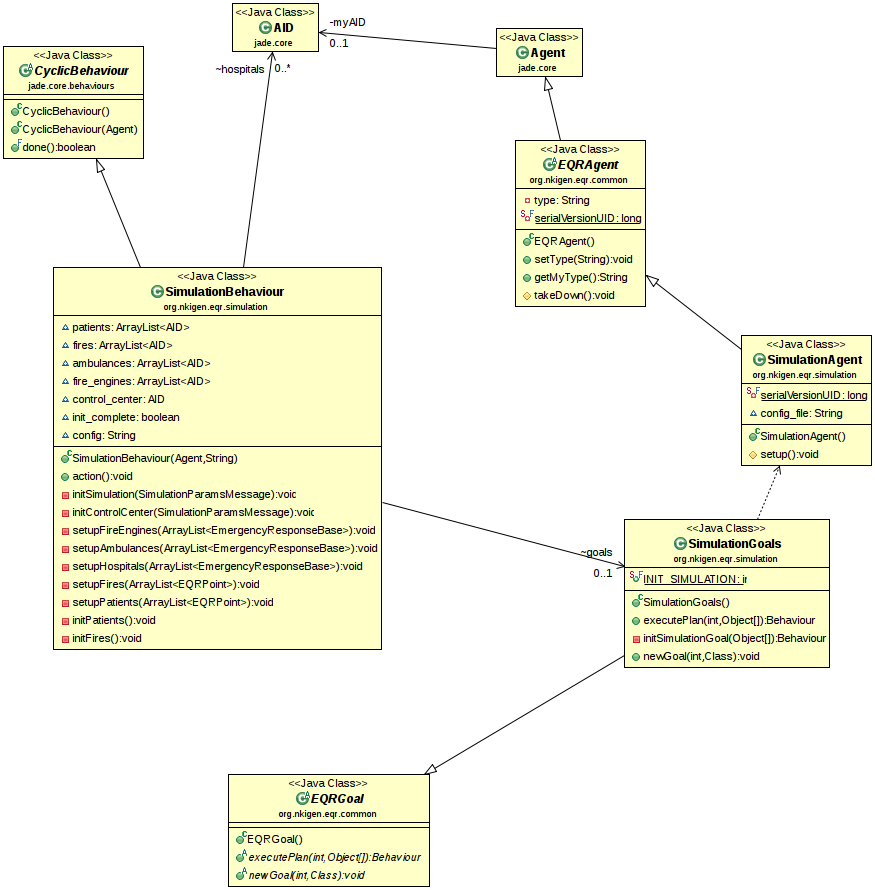 <<Java Class>>
AID
jade.core
-myAID
0..1
~hospitals
0..*
<<Java Class>>
Agent
jade.core
<<Java Class>>
CyclicBehaviour
jade.core.behaviours
CyclicBehaviour()
CyclicBehaviour(Agent)
done():boolean
<<Java Class>>
EQRAgent
org.nkigen.eqr.common
type: String
serialVersionUID: long
EQRAgent()
setType(String):void
getMyType():String
takeDown():void
<<Java Class>>
SimulationBehaviour
org.nkigen.eqr.simulation
patients: ArrayList<AID>
fires: ArrayList<AID>
ambulances: ArrayList<AID>
fire_engines: ArrayList<AID>
control_center: AID
init_complete: boolean
config: String
SimulationBehaviour(Agent,String)
action():void
initSimulation(SimulationParamsMessage):void
initControlCenter(SimulationParamsMessage):void
setupFireEngines(ArrayList<EmergencyResponseBase>):void
setupAmbulances(ArrayList<EmergencyResponseBase>):void
setupHospitals(ArrayList<EmergencyResponseBase>):void
setupFires(ArrayList<EQRPoint>):void
setupPatients(ArrayList<EQRPoint>):void
initPatients():void
initFires():void
<<Java Class>>
SimulationAgent
org.nkigen.eqr.simulation
serialVersionUID: long
config_file: String
SimulationAgent()
setup():void
~goals
0..1
<<Java Class>>
SimulationGoals
org.nkigen.eqr.simulation
INIT_SIMULATION: ir
SimulationGoals()
executePlan(int,Object[]):Behaviour
initSimulationGoal(Object[]):Behaviour
newGoal(int,Class):void
<<Java Class>>
EQRGoal
org.nkigen.eqr.common
EQRGoal()
executePlan(int,Object[]):Behaviour
newGoal(int,Class):void